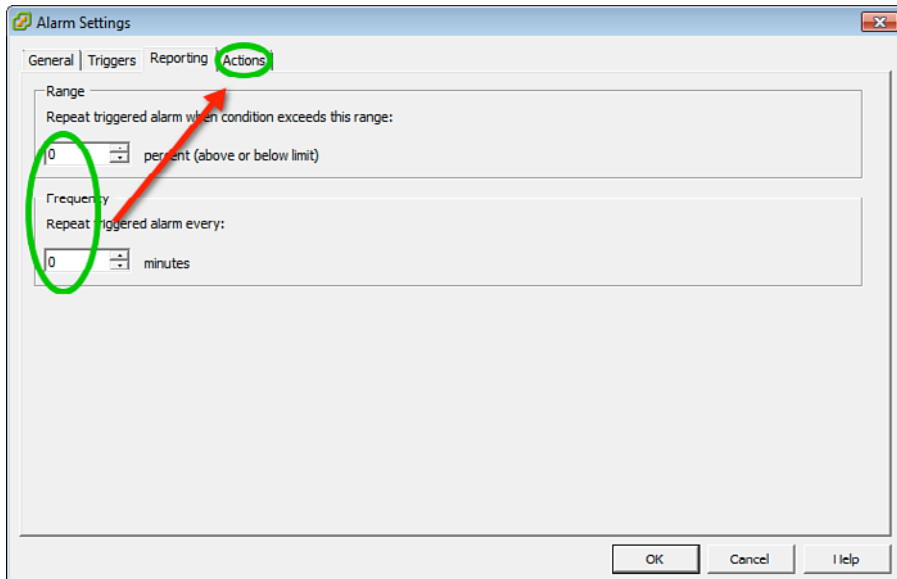 Alarm Settings
General Triggers Reporting Actions
Range
Repeat triggered alarm when condition exceeds this range:
0 percent (above or below limit)
Frequency
Repeat triggered alarm every:
0 minutes
OK Cancel Help